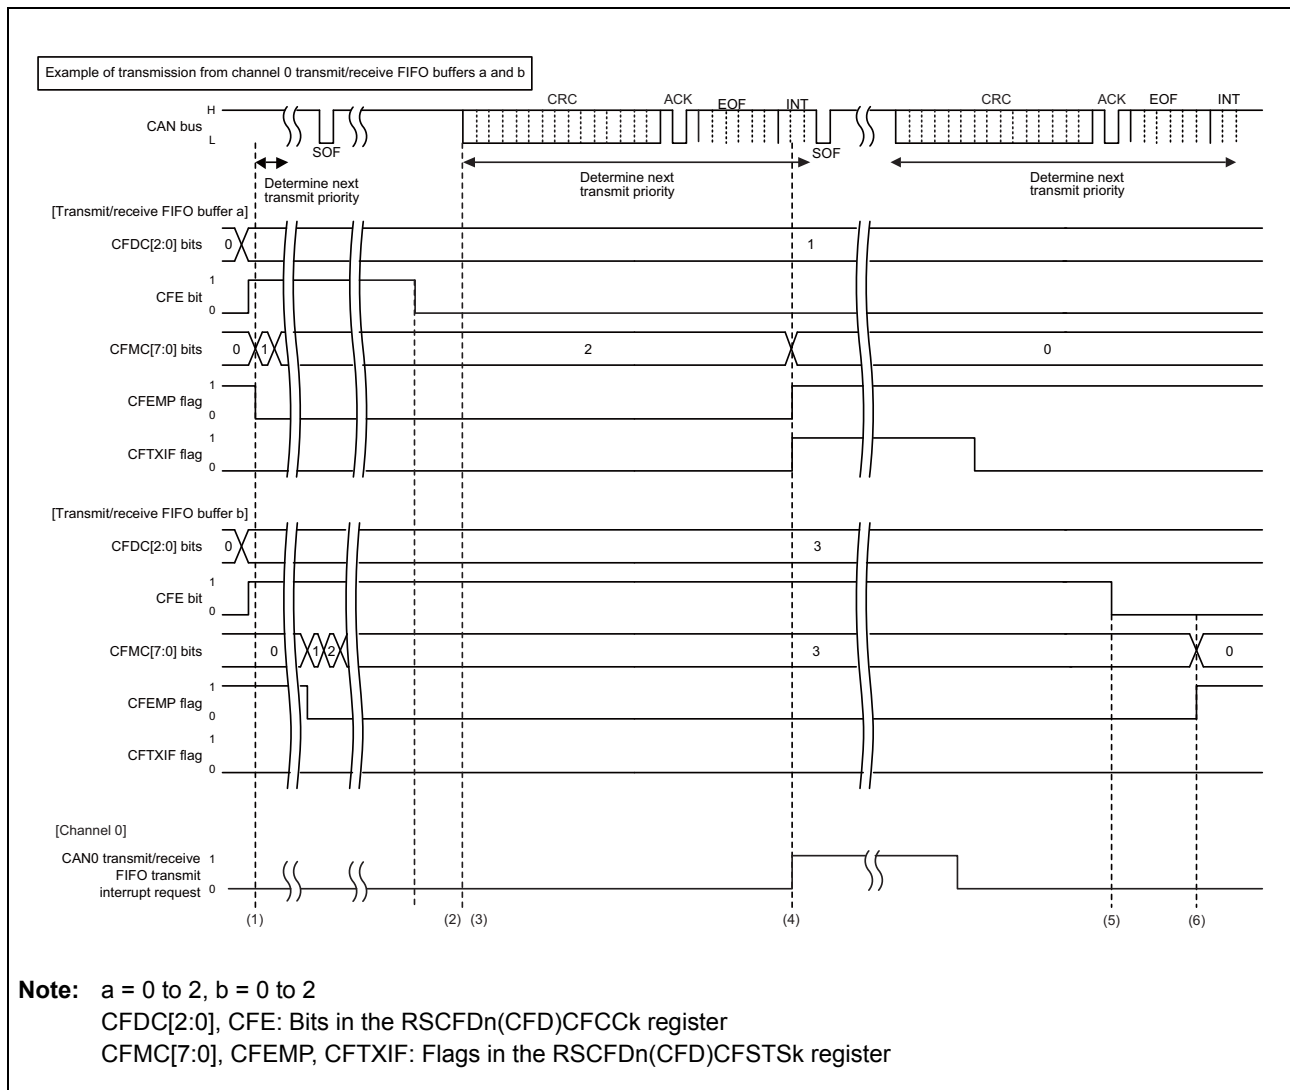 Example of transmission from channel 0 transmit/receive FIFO buffers a and b
CRC ACK EOF INT CRC ACK EOF INT
CAN bus H
L
SOF SOF
Determine next
transmit priority
Determine next
transmit priority
Determine next
transmit priority
[Transmit/receive FIFO buffer a]
CFDC[2:0] bits 0 1
CFE bit 1
0
CFMC[7:0] bits 0 1 2 0
CFEMP flag 1
0
CFTXIF flag 1
0
[Transmit/receive FIFO buffer b]
CFDC[2:0] bits 0 3
CFE bit 1
0
CFMC[7:0] bits 0 1 2 3 0
CFEMP flag 1
0
CFTXIF flag 1
0
[Channel 0]
CAN0 transmit/receive 1
FIFO transmit
interrupt request 0
(1) (2) (3) (4) (5) (6)
Note: a = 0 to 2, b = 0 to 2
CFDC[2:0], CFE: Bits in the RSCFDn(CFD)CFCCk register
CFMC[7:0], CFEMP, CFTXIF: Flags in the RSCFDn(CFD)CFSTSk register